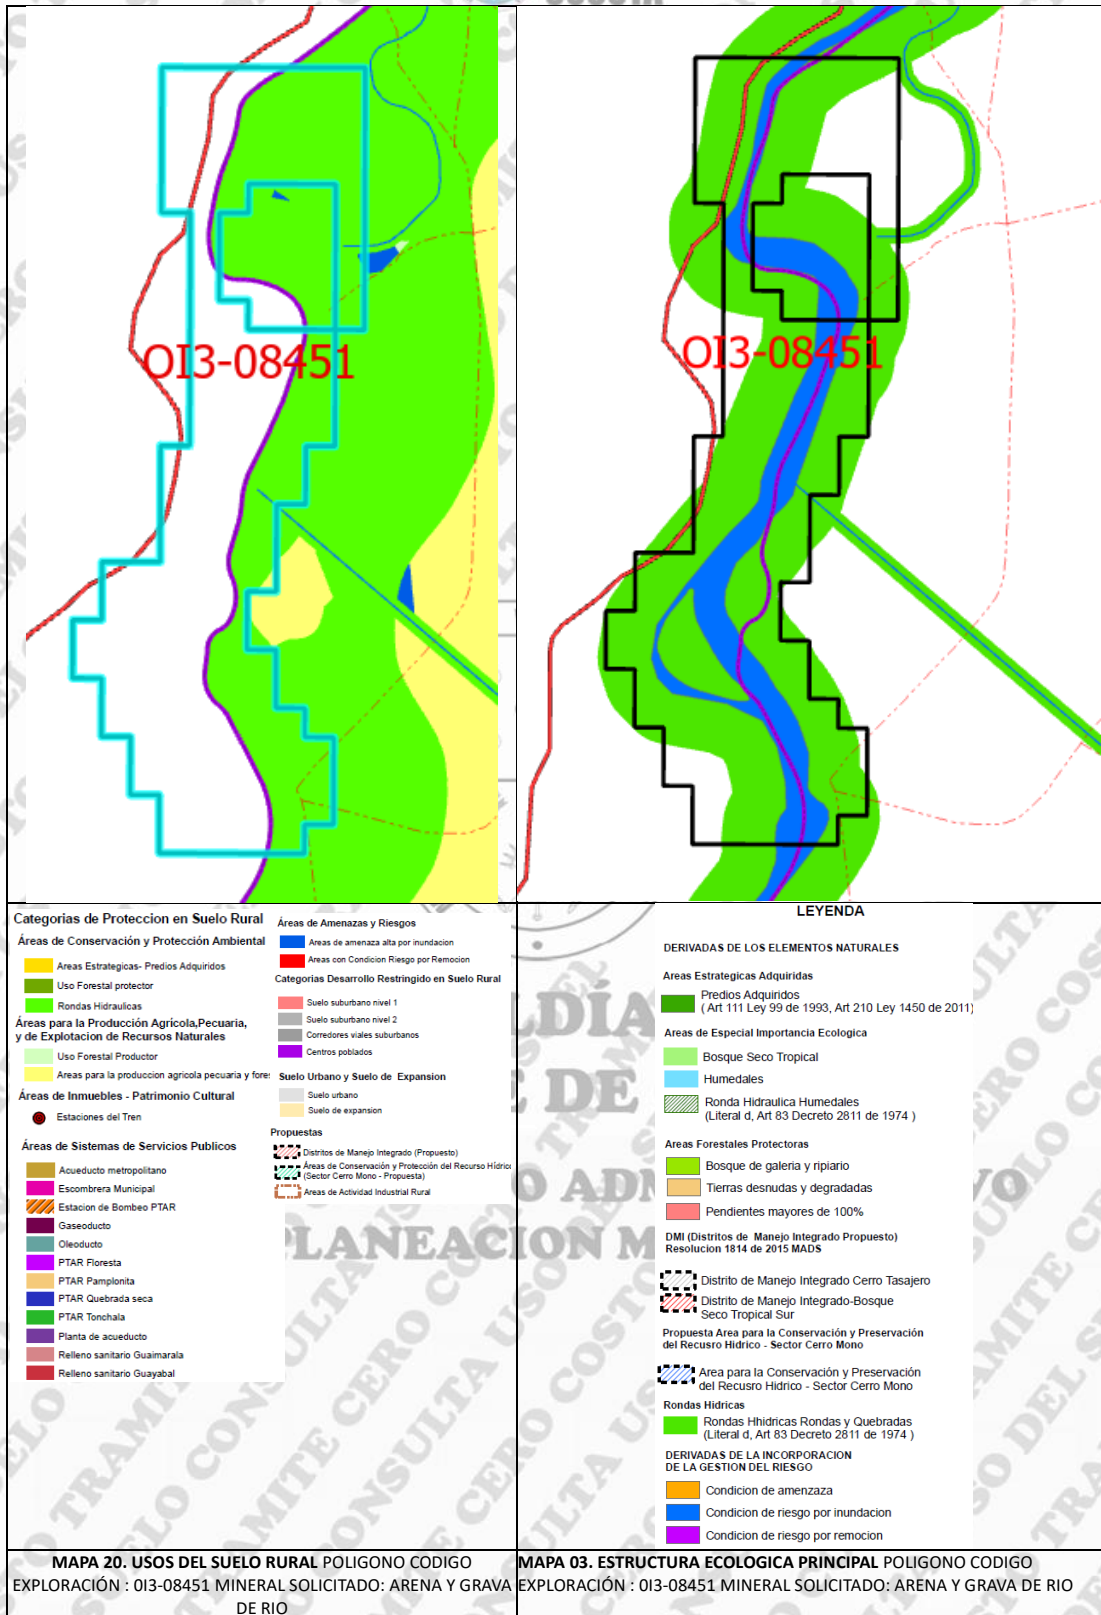 OI3-08451
OI3-08451
Categorias de Proteccion en Suelo Rural
Áreas de Conservación y Protección Ambiental
Areas Estrategicas- Predios Adquiridos
Uso Forestal protector
Rondas Hidraulicas
Áreas para la Producción Agrícola,Pecuaria,
y de Explotacion de Recursos Naturales
Uso Forestal Productor
Areas para la produccion agricola pecuaria y fores
Áreas de Inmuebles - Patrimonio Cultural
Estaciones del Tren
Áreas de Sistemas de Servicios Publicos
Acueducto metropolitano
Escombrera Municipal
Estacion de Bombeo PTAR
Gaseoducto
Oleoducto
PTAR Floresta
PTAR Pamplonita
PTAR Quebrada seca
PTAR Tonchala
Planta de acueducto
Relleno sanitario Guaimarala
Relleno sanitario Guayabal
Áreas de Amenazas y Riesgos
Areas de amenaza alta por inundacion
Areas con Condicion Riesgo por Remocion
Categorias Desarrollo Restringido en Suelo Rural
Suelo suburbano nivel 1
Suelo suburbano nivel 2
Corredores viales suburbanos
Centros poblados
Suelo Urbano y Suelo de Expansion
Suelo urbano
Suelo de expansion
Propuestas
Distritos de Manejo Integrado (Propuesto)
Áreas de Conservación y Protección del Recurso Hídric
(Sector Cerro Mono - Propuesta)
Areas de Actividad Industrial Rural
LEYENDA
DERIVADAS DE LOS ELEMENTOS NATURALES
Areas Estrategicas Adquiridas
Predios Adquiridos
( Art 111 Ley 99 de 1993, Art 210 Ley 1450 de 2011)
Areas de Especial Importancia Ecologica
Bosque Seco Tropical
Humedales
Ronda Hidraulica Humedales
(Literal d, Art 83 Decreto 2811 de 1974 )
Areas Forestales Protectoras
Bosque de galeria y ripiario
Tierras desnudas y degradadas
Pendientes mayores de 100%
DMI (Distritos de Manejo Integrado Propuesto)
Resolucion 1814 de 2015 MADS
Distrito de Manejo Integrado Cerro Tasajero
Distrito de Manejo Integrado-Bosque
Seco Tropical Sur
Propuesta Area para la Conservación y Preservación
del Recusro Hidrico - Sector Cerro Mono
Area para la Conservación y Preservación
del Recusro Hidrico - Sector Cerro Mono
Rondas Hidricas
Rondas Hhidricas Rondas y Quebradas
(Literal d, Art 83 Decreto 2811 de 1974 )
DERIVADAS DE LA INCORPORACION
DE LA GESTION DEL RIESGO
Condicion de amenzaza
Condicion de riesgo por inundacion
Condicion de riesgo por remocion
MAPA 20. USOS DEL SUELO RURAL POLIGONO CODIGO
EXPLORACIÓN : 0I3-08451 MINERAL SOLICITADO: ARENA Y GRAVA
DE RIO
MAPA 03. ESTRUCTURA ECOLOGICA PRINCIPAL POLIGONO CODIGO
EXPLORACIÓN : 0I3-08451 MINERAL SOLICITADO: ARENA Y GRAVA DE RIO